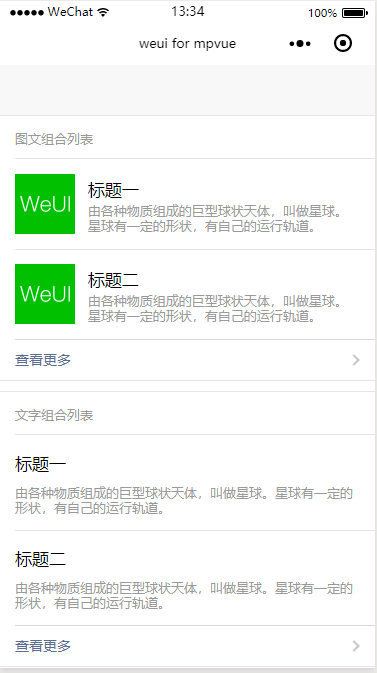 WeChat 13:34 100%
weui for mpvue
图文组合列表
WeUI
标题一
由各种物质组成的巨型球状天体，叫做星球。
星球有一定的形状，有自己的运行轨道。
WeUI
标题二
由各种物质组成的巨型球状天体，叫做星球。
星球有一定的形状，有自己的运行轨道。
查看更多
文字组合列表
标题一
由各种物质组成的巨型球状天体，叫做星球。星球有一定的
形状，有自己的运行轨道。
标题二
由各种物质组成的巨型球状天体，叫做星球。星球有一定的
形状，有自己的运行轨道。
查看更多